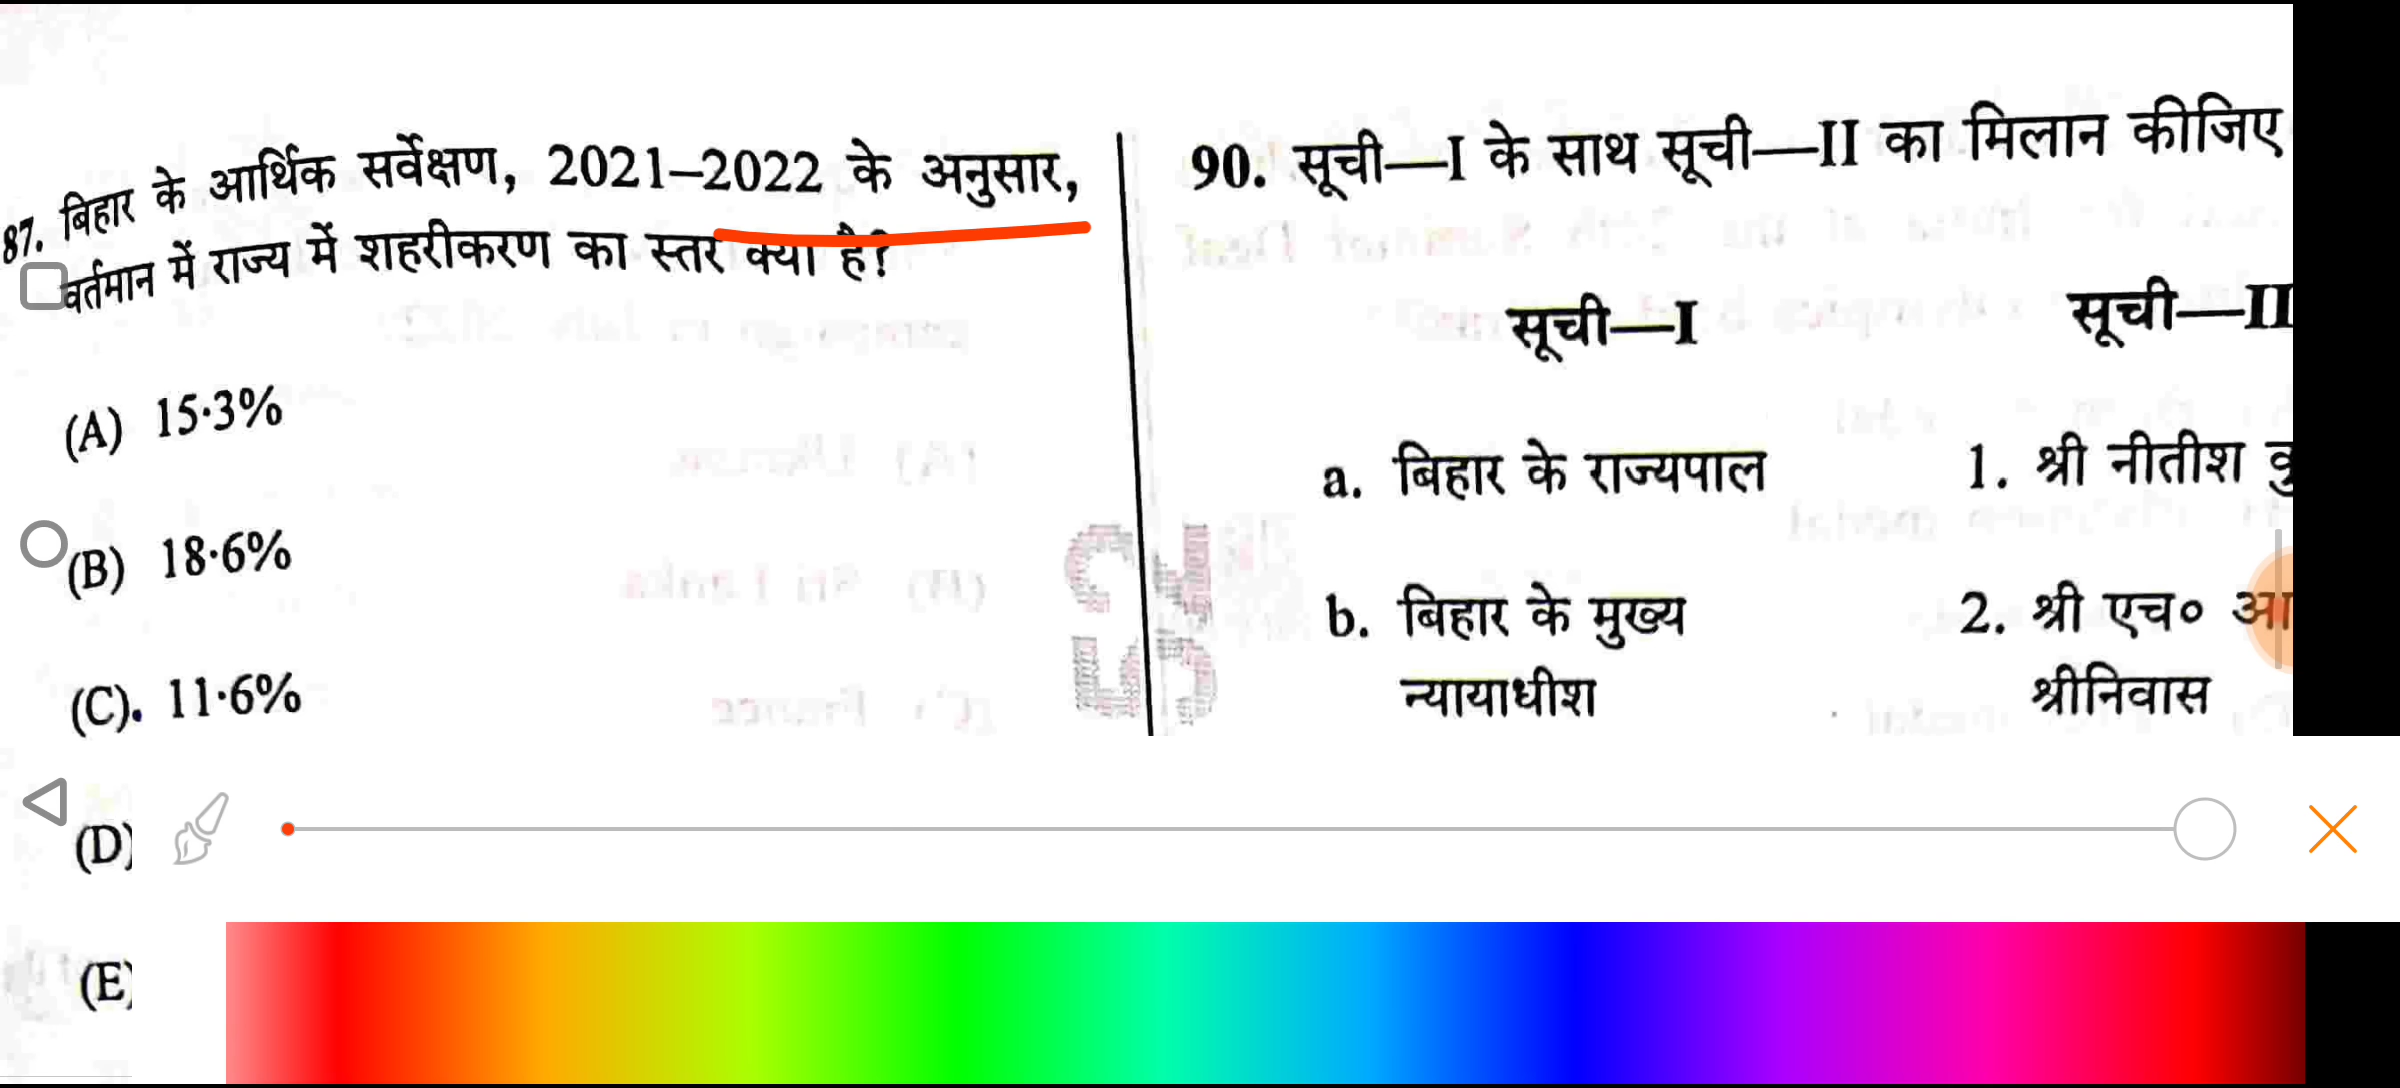 87. बिहार के आर्थिक सर्वेक्षण, 2021–2022 के अनुसार,
वर्तमान में राज्य में शहरीकरण का स्तर क्या है?
(A) 15·3%
(B) 18·6%
(C). 11·6%
(D)
(E)
90. सूची—I के साथ सूची—II का मिलान कीजिए
सूची—I सूची—II
a. बिहार के राज्यपाल 1. श्री नीतीश
b. बिहार के मुख्य 2. श्री एच० आ
न्यायाधीश श्रीनिवास